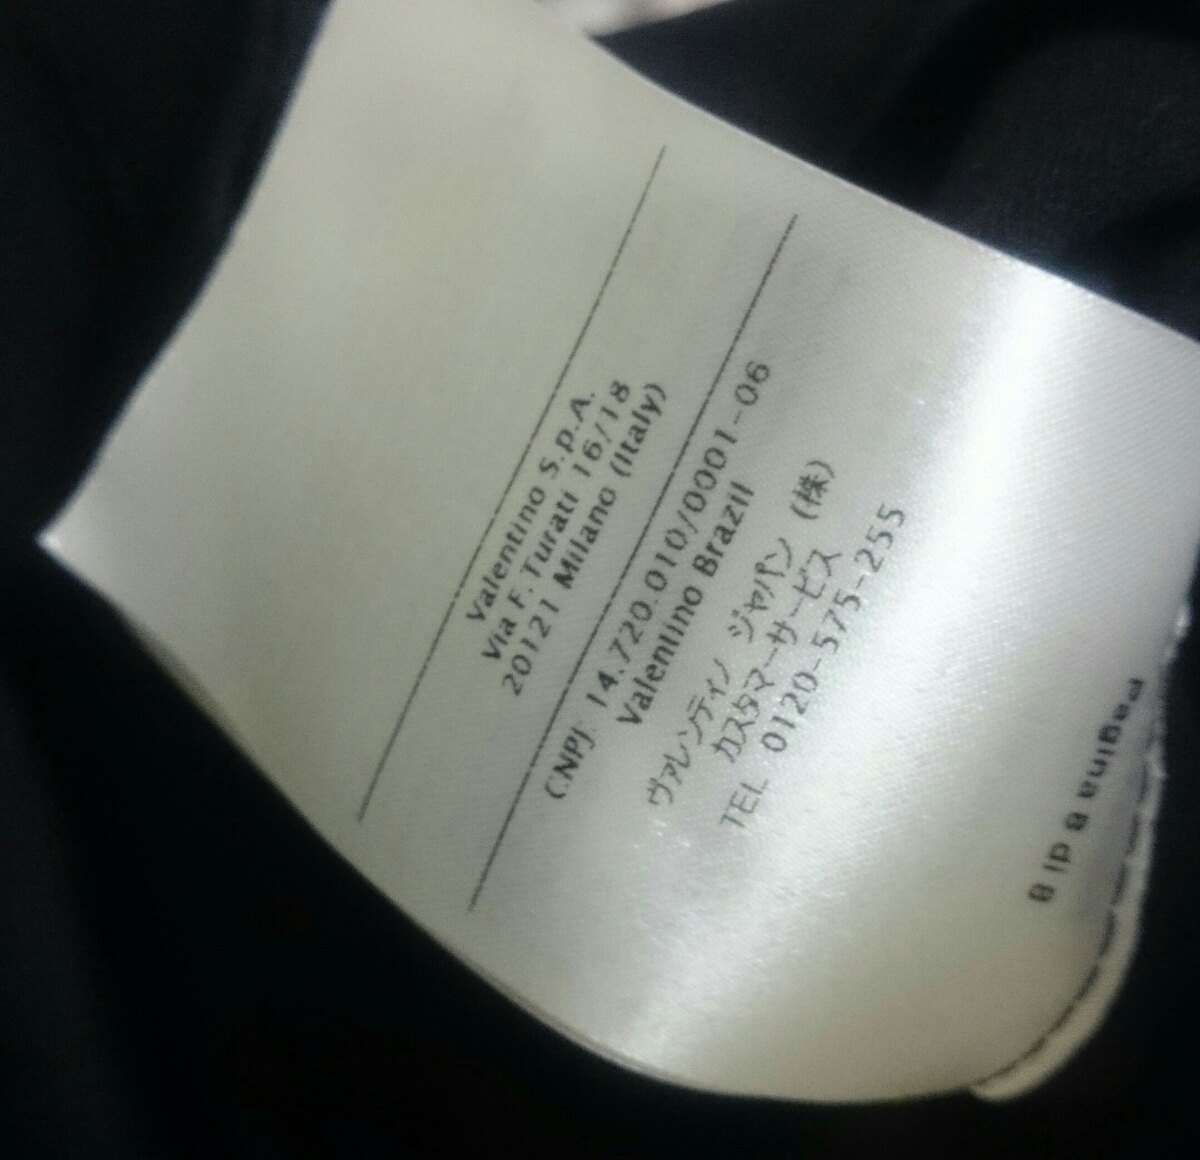 Valentino S.p.A.
Via F. Turati 16/18
20121 Milano (Italy)
CNPJ: 14.720.010/0001-06
Valentino Brazil
ヴァレンティノ ジャパン (株)
カスタマーサービス
TEL 0120-575-255
Pagina 8 di 8